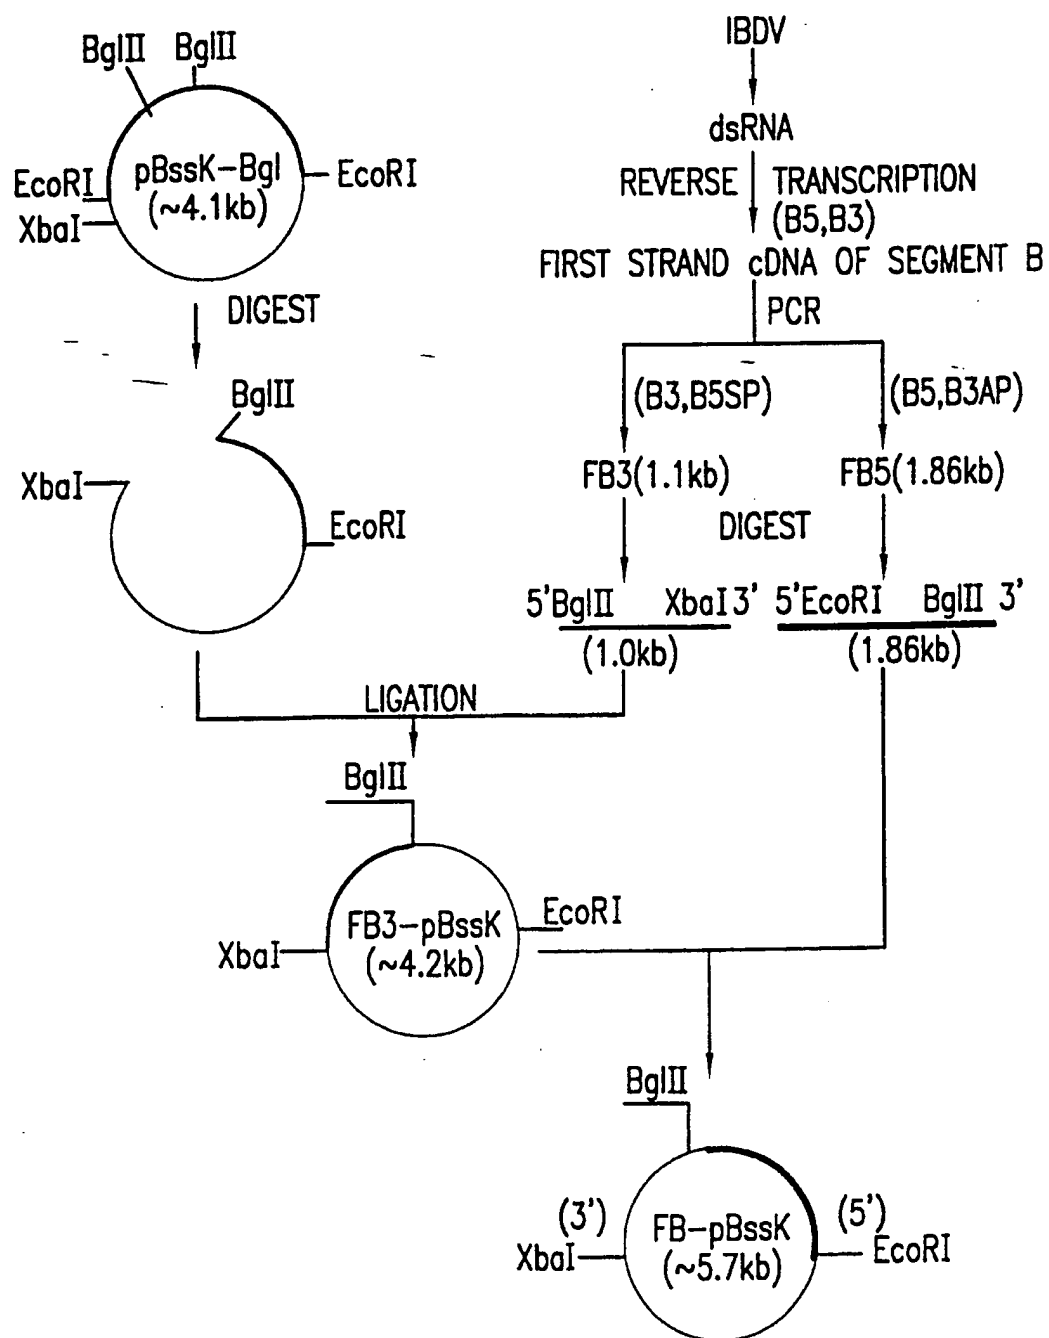 BglII BglII
pBssK-Bgl
(~4.1kb)
EcoRI
XbaI
EcoRI
DIGEST
BglII
XbaI
EcoRI
IBDV
dsRNA
REVERSE TRANSCRIPTION
(B5,B3)
FIRST STRAND cDNA OF SEGMENT B
PCR
(B3,B5SP)
(B5,B3AP)
FB3(1.1kb)
FB5(1.86kb)
DIGEST
5'BglII XbaI3'
(1.0kb)
5'EcoRI BglII 3'
(1.86kb)
LIGATION
BglII
FB3-pBssK
(~4.2kb)
XbaI
EcoRI
BglII
(3')
XbaI
FB-pBssK
(~5.7kb)
(5')
EcoRI